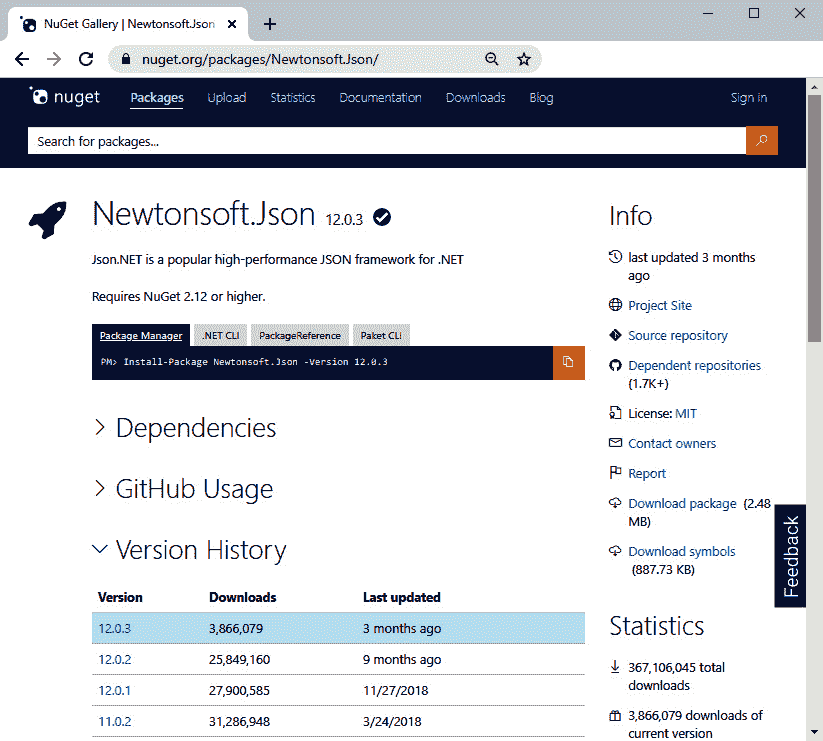 NuGet Gallery | Newtonsoft.Json
nuget.org/packages/Newtonsoft.Json/
nuget Packages Upload Statistics Documentation Downloads Blog Sign in
Search for packages...
Newtonsoft.Json 12.0.3
Json.NET is a popular high-performance JSON framework for .NET
Requires NuGet 2.12 or higher.
Package Manager .NET CLI PackageReference Paket CLI
PM> Install-Package Newtonsoft.Json -Version 12.0.3
Dependencies
GitHub Usage
Version History
Version Downloads Last updated
12.0.3 3,866,079 3 months ago
12.0.2 25,849,160 9 months ago
12.0.1 27,900,585 11/27/2018
11.0.2 31,286,948 3/24/2018
Info
last updated 3 months
ago
Project Site
Source repository
Dependent repositories
(1.7K+)
License: MIT
Contact owners
Report
Download package (2.48
MB)
Download symbols
(887.73 KB)
Statistics
367,106,045 total
downloads
3,866,079 downloads of
current version
Feedback